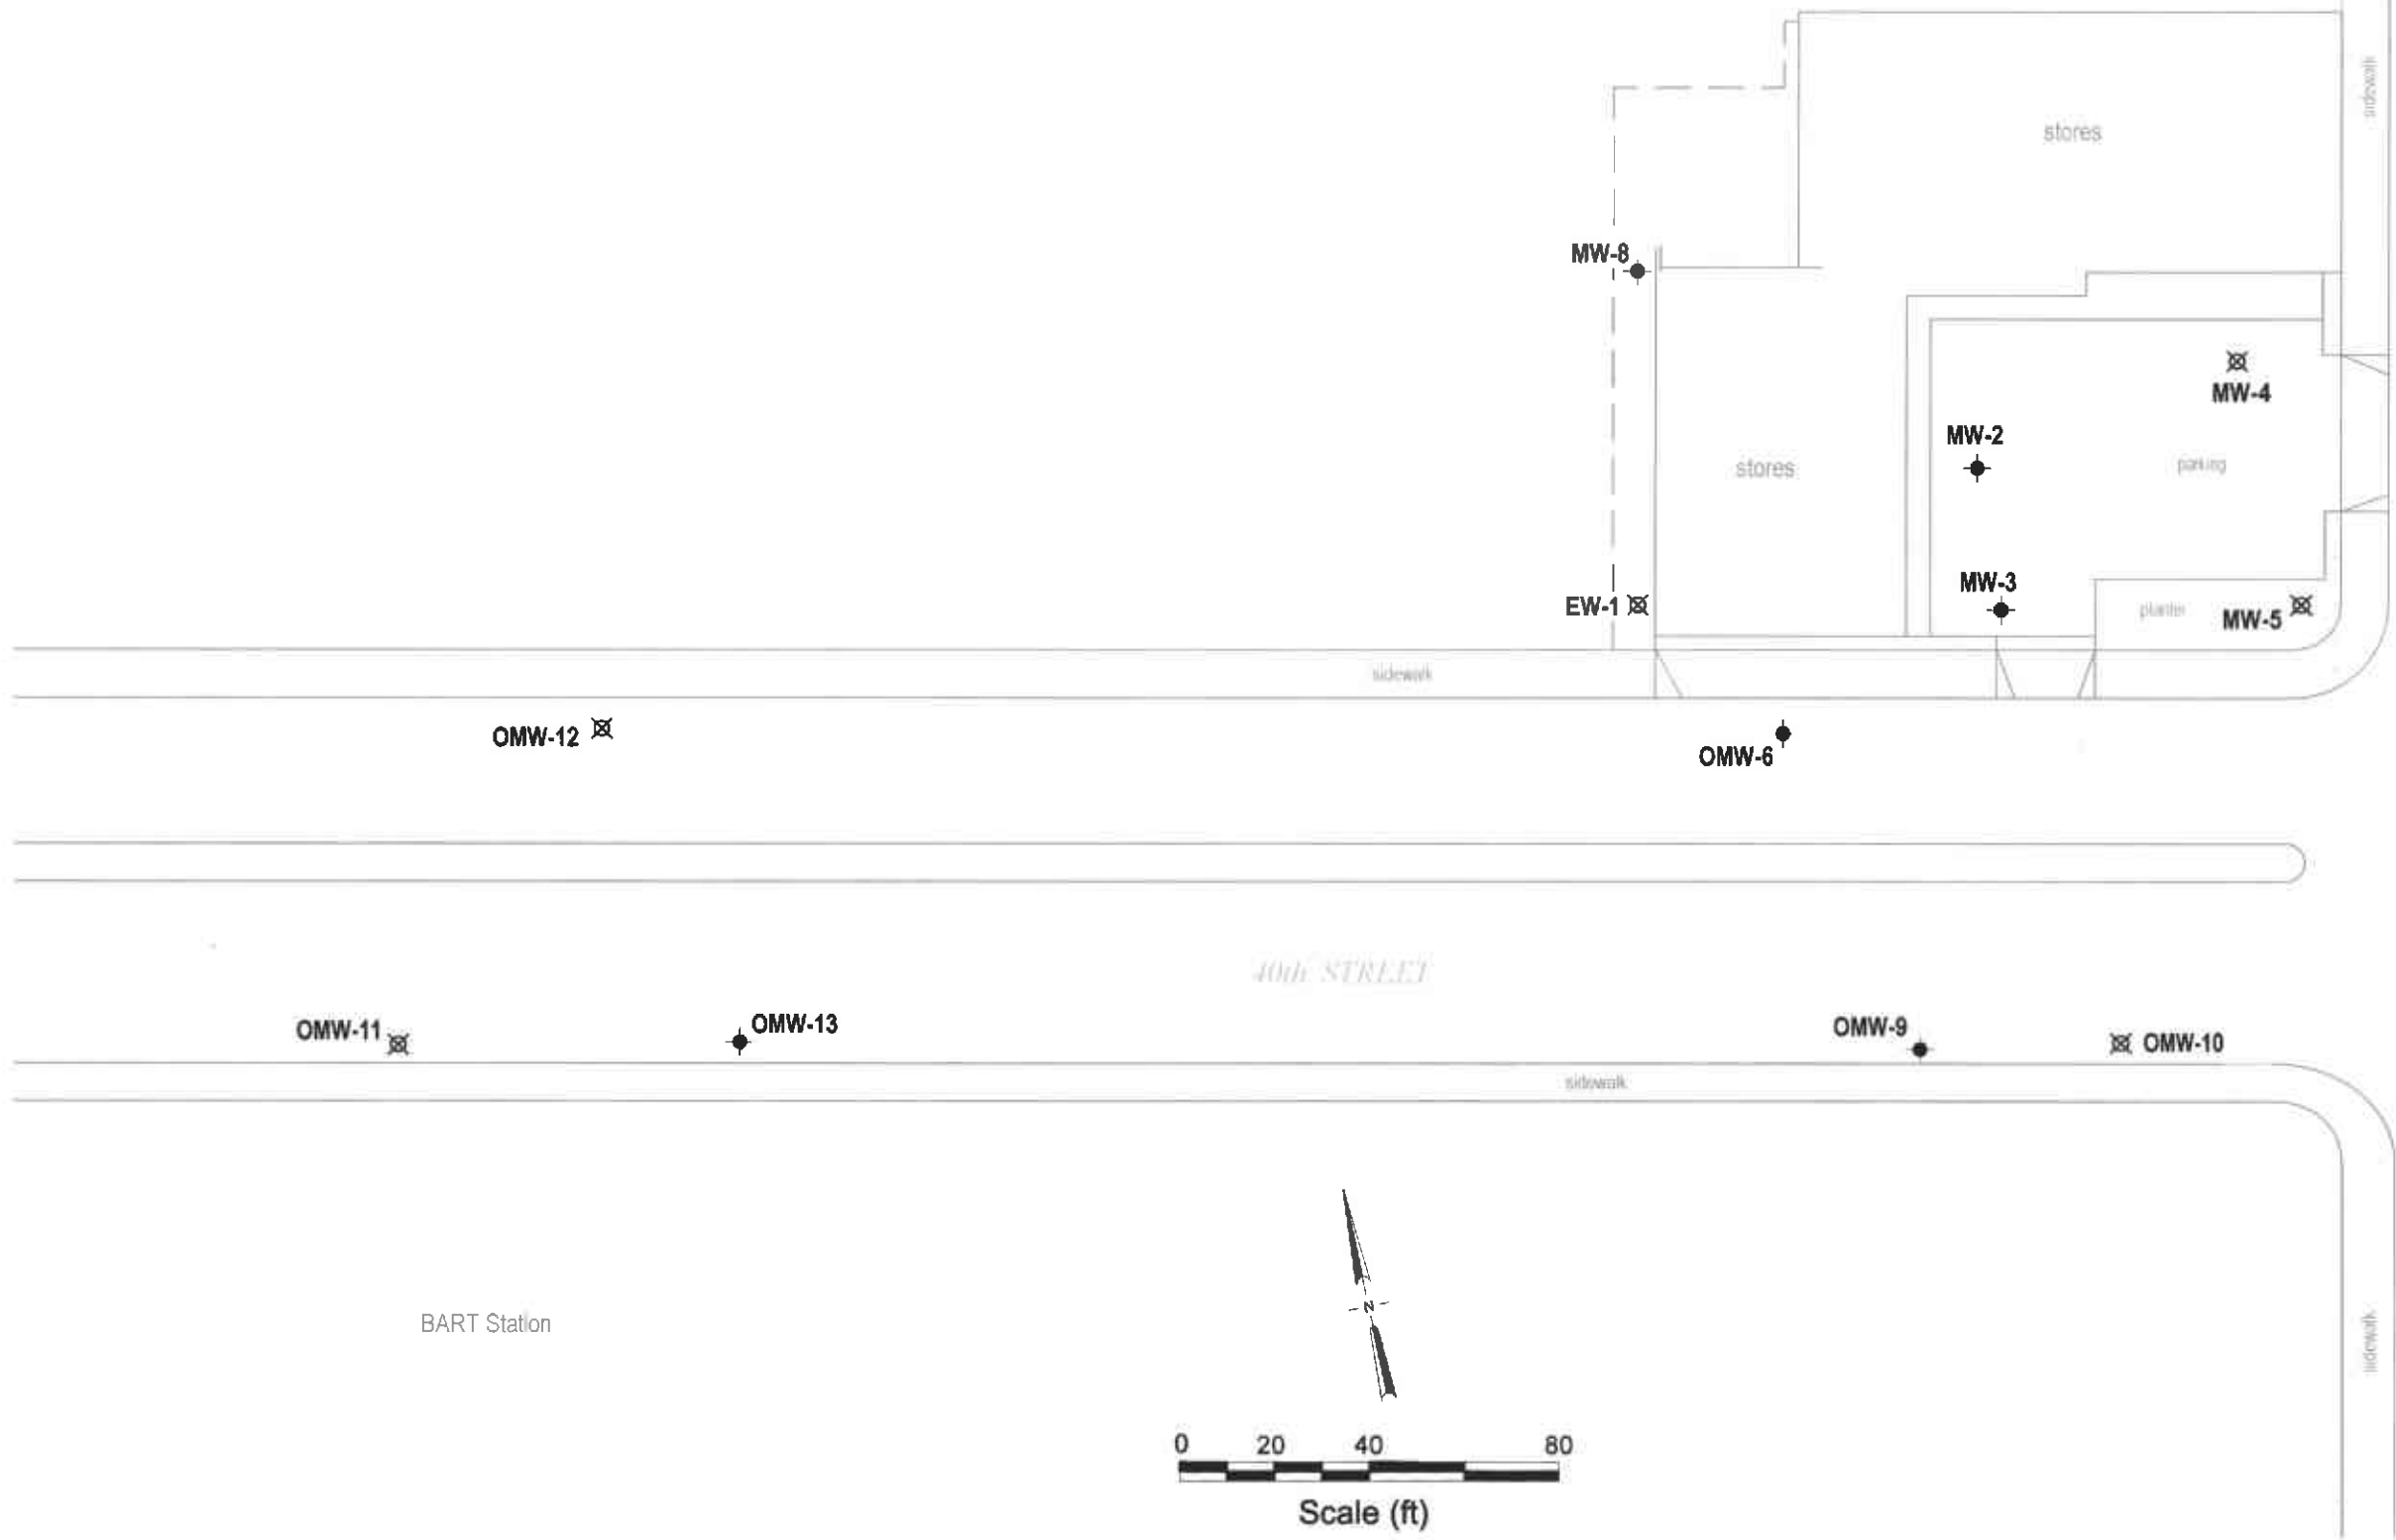 sidewalk
stores
MW-8
MW-4
MW-2
parking
stores
MW-3
EW-1
planter
MW-5
sidewalk
OMW-12
OMW-6
40th STREET
OMW-11
OMW-13
OMW-9
OMW-10
sidewalk
N
BART Station
sidewalk
0 20 40 80
Scale (ft)